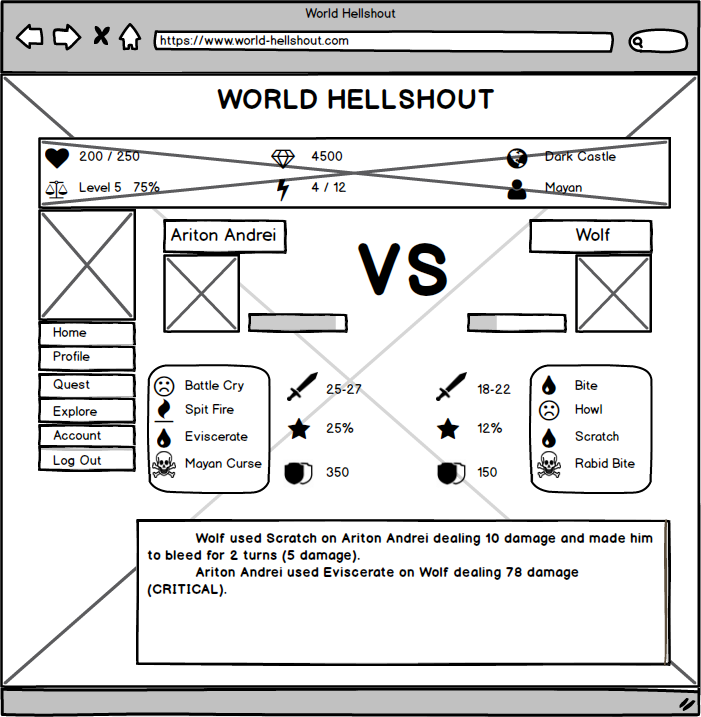 World Hellshout
https://www.world-hellshout.com
WORLD HELLSHOUT
200 / 250
4500
Dark Castle
Level 5 75%
4 / 12
Mayan
Ariton Andrei
VS
Wolf
Home
Profile
Quest
Explore
Account
Log Out
Battle Cry
Spit Fire
Eviscerate
Mayan Curse
25-27
25%
350
18-22
12%
150
Bite
Howl
Scratch
Rabid Bite
Wolf used Scratch on Ariton Andrei dealing 10 damage and made him
to bleed for 2 turns (5 damage).
Ariton Andrei used Eviscerate on Wolf dealing 78 damage
(CRITICAL).